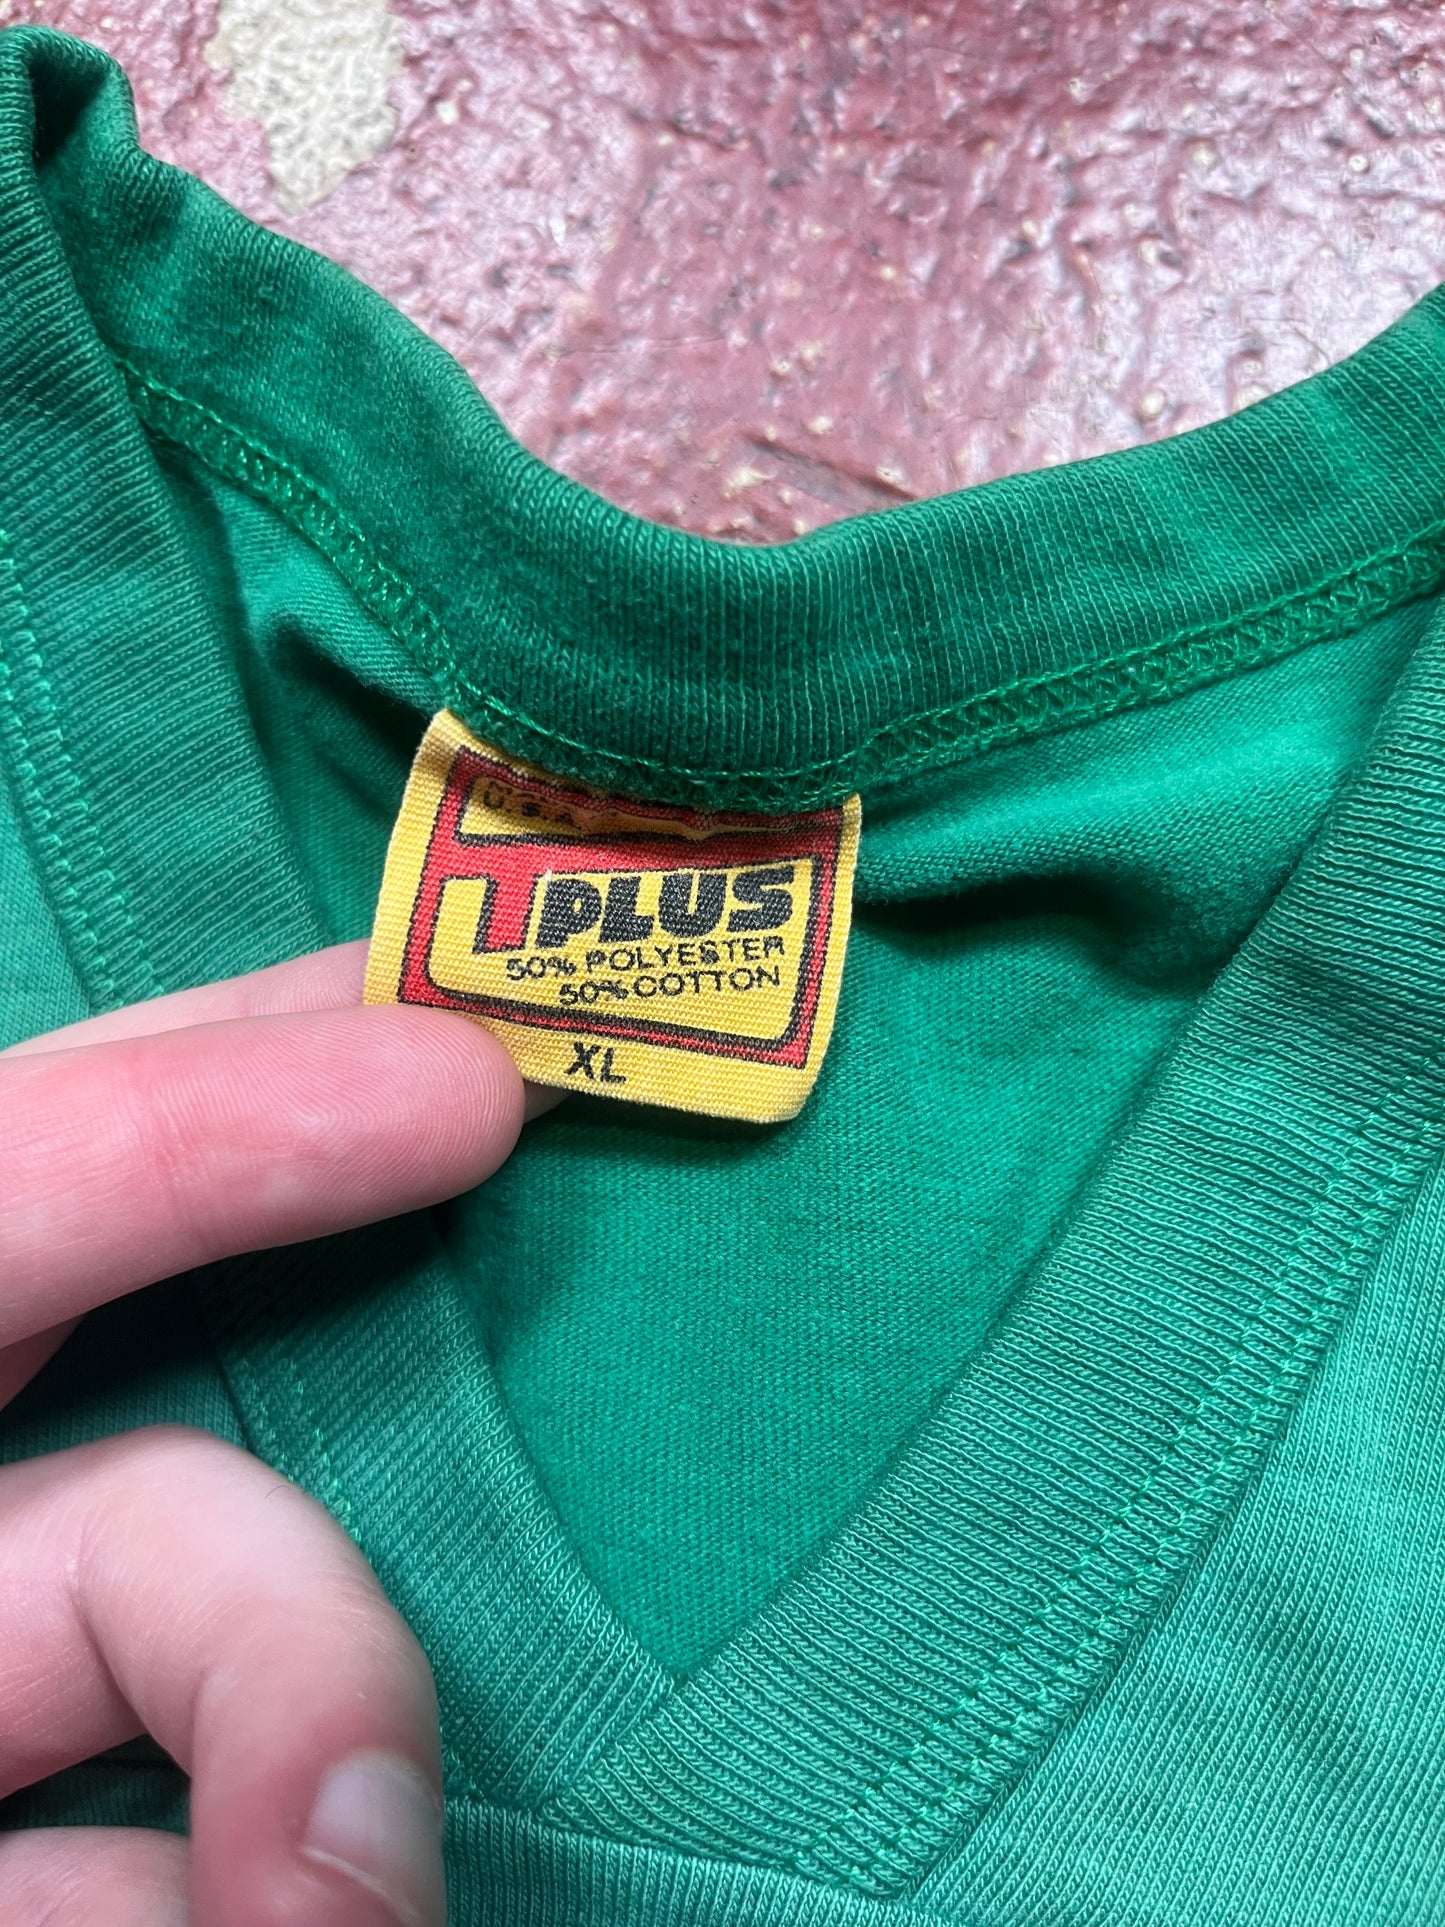 U.S.A.
T PLUS
50% POLYESTER
50% COTTON
XL